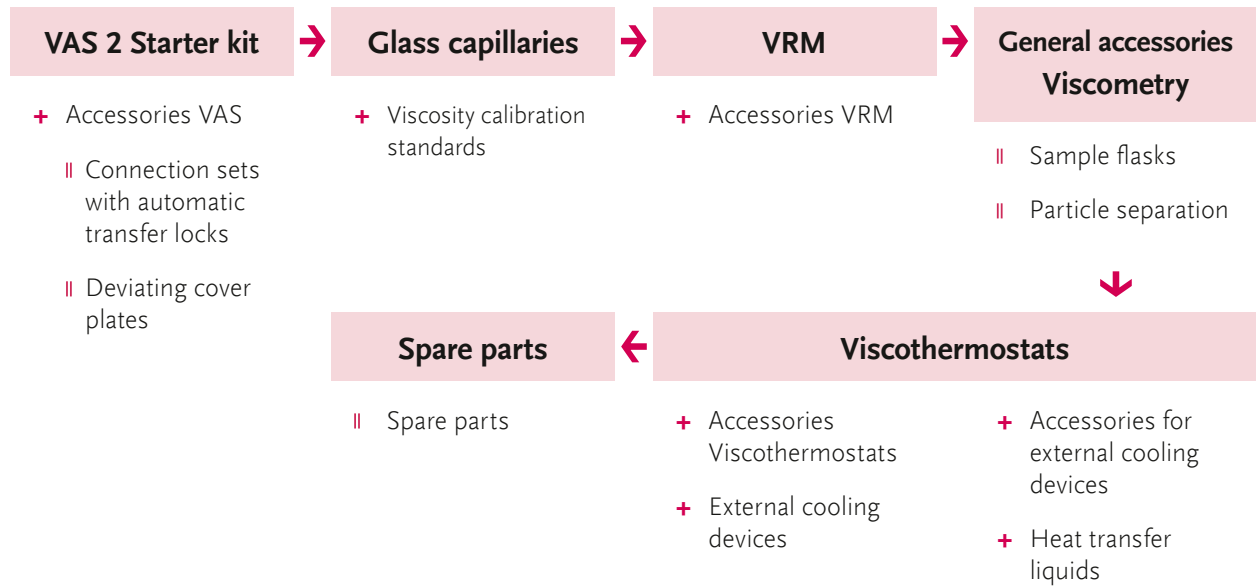 VAS 2 Starter kit
+ Accessories VAS
|| Connection sets
with automatic
transfer locks
|| Deviating cover
plates
Glass capillaries
+ Viscosity calibration
standards
VRM
+ Accessories VRM
General accessories
Viscometry
|| Sample flasks
|| Particle separation
Viscothermostats
+ Accessories
Viscothermostats
+ External cooling
devices
+ Accessories for
external cooling
devices
+ Heat transfer
liquids
Spare parts
|| Spare parts